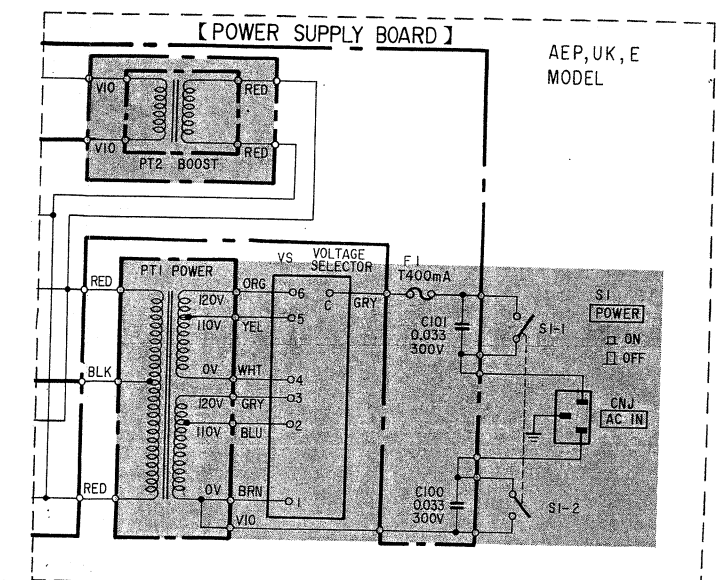 【POWER SUPPLY BOARD】
AEP, UK, E
MODEL
VIO
RED
VIO
RED
PT2 BOOST
PT1 POWER
VS
VOLTAGE
SELECTOR
F1
T400mA
RED
120V
ORG
6
C
GRY
110V
YEL
5
C101
0.033
300V
S1-1
S1
POWER
ON
OFF
BLK
0V
WHT
4
120V
GRY
3
110V
BLU
2
CNJ
AC IN
RED
0V
BRN
1
VIO
C100
0.033
300V
S1-2